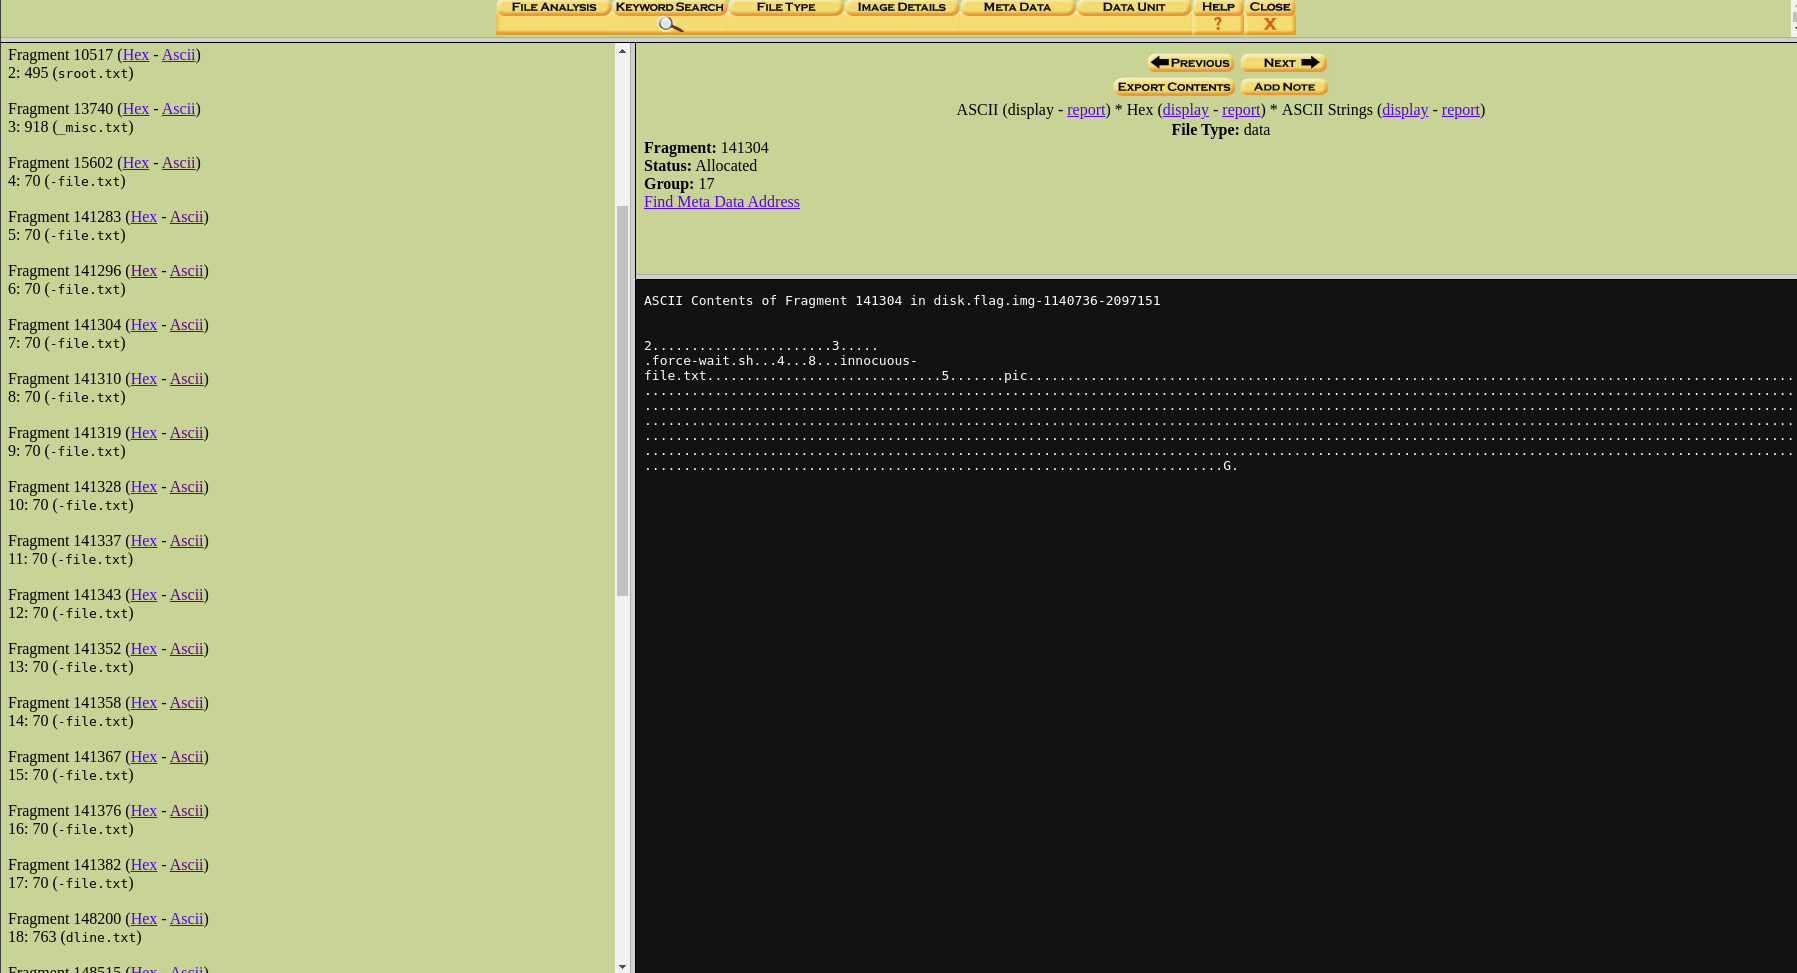 FILE ANALYSIS KEYWORD SEARCH FILE TYPE IMAGE DETAILS META DATA DATA UNIT HELP CLOSE
? X
Fragment 10517 (Hex - Ascii)
2: 495 (sroot.txt)
Fragment 13740 (Hex - Ascii)
3: 918 (_misc.txt)
Fragment 15602 (Hex - Ascii)
4: 70 (-file.txt)
Fragment 141283 (Hex - Ascii)
5: 70 (-file.txt)
Fragment 141296 (Hex - Ascii)
6: 70 (-file.txt)
Fragment 141304 (Hex - Ascii)
7: 70 (-file.txt)
Fragment 141310 (Hex - Ascii)
8: 70 (-file.txt)
Fragment 141319 (Hex - Ascii)
9: 70 (-file.txt)
Fragment 141328 (Hex - Ascii)
10: 70 (-file.txt)
Fragment 141337 (Hex - Ascii)
11: 70 (-file.txt)
Fragment 141343 (Hex - Ascii)
12: 70 (-file.txt)
Fragment 141352 (Hex - Ascii)
13: 70 (-file.txt)
Fragment 141358 (Hex - Ascii)
14: 70 (-file.txt)
Fragment 141367 (Hex - Ascii)
15: 70 (-file.txt)
Fragment 141376 (Hex - Ascii)
16: 70 (-file.txt)
Fragment 141382 (Hex - Ascii)
17: 70 (-file.txt)
Fragment 148200 (Hex - Ascii)
18: 763 (dline.txt)
Fragment 148515 (Hex - Ascii)
PREVIOUS NEXT
EXPORT CONTENTS ADD NOTE
ASCII (display - report) * Hex (display - report) * ASCII Strings (display - report)
File Type: data
Fragment: 141304
Status: Allocated
Group: 17
Find Meta Data Address
ASCII Contents of Fragment 141304 in disk.flag.img-1140736-2097151
2.......................3.....
.force-wait.sh...4...8...innocuous-
file.txt..............................5.......pic..................................................................................................
...................................................................................................................................................
...................................................................................................................................................
...................................................................................................................................................
...................................................................................................................................................
...................................................................................................................................................
..........................................................................G.